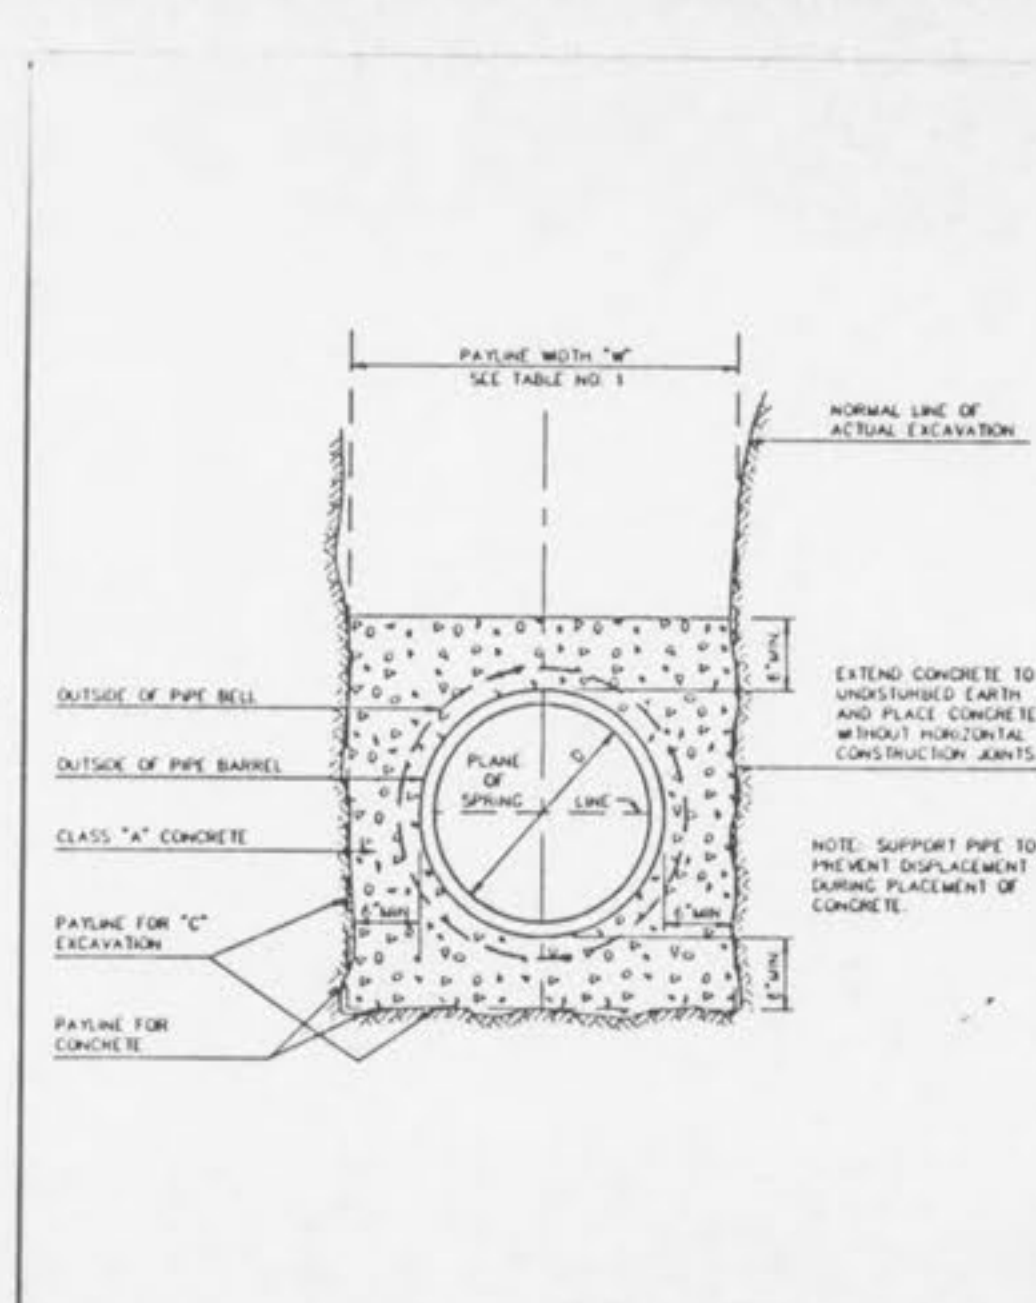 PAYLINE WIDTH "W"
SEE TABLE NO. 1
NORMAL LINE OF
ACTUAL EXCAVATION
6" MIN.
OUTSIDE OF PIPE BELL
EXTEND CONCRETE TO
UNDISTURBED EARTH
AND PLACE CONCRETE
WITHOUT HORIZONTAL
CONSTRUCTION JOINTS
OUTSIDE OF PIPE BARREL
PLANE
OF
SPRING LINE
D
CLASS "A" CONCRETE
NOTE: SUPPORT PIPE TO
PREVENT DISPLACEMENT
DURING PLACEMENT OF
CONCRETE.
6" MIN
6" MIN
PAYLINE FOR "C"
EXCAVATION
MIN.
PAYLINE FOR
CONCRETE